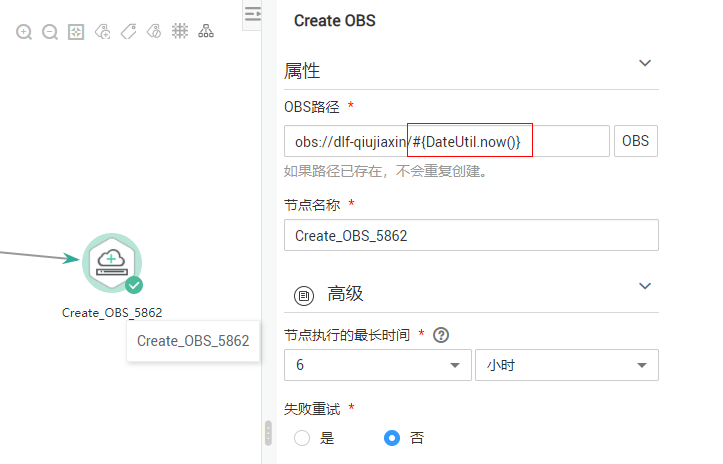 Create OBS
属性
OBS路径 *
obs://dlf-qiujiaxin/#{DateUtil.now()}
OBS
如果路径已存在，不会重复创建。
节点名称 *
Create_OBS_5862
高级
节点执行的最长时间 * ?
6
小时
失败重试 *
是
否
Create_OBS_5862
Create_OBS_5862